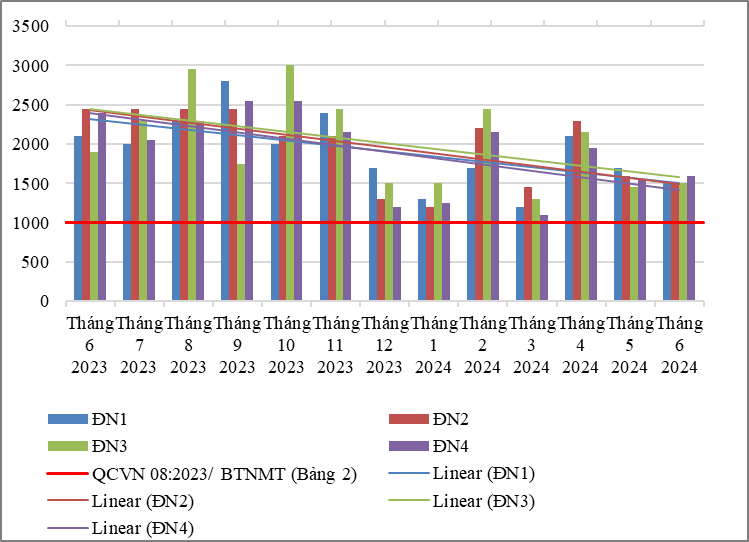 3500
3000
2500
2000
1500
1000
500
0
Tháng Tháng Tháng Tháng Tháng Tháng Tháng Tháng Tháng Tháng Tháng Tháng Tháng
6 7 8 9 10 11 12 1 2 3 4 5 6
2023 2023 2023 2023 2023 2023 2023 2024 2024 2024 2024 2024 2024
ĐN1 ĐN2
ĐN3 ĐN4
QCVN 08:2023/ BTNMT (Bảng 2) Linear (ĐN1)
Linear (ĐN2) Linear (ĐN3)
Linear (ĐN4)